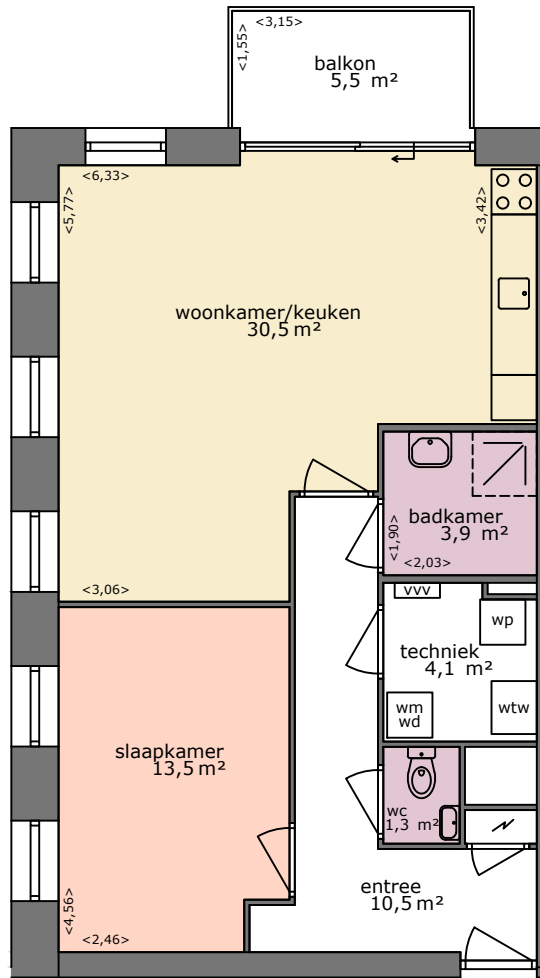 <3,15>
<1,55>
balkon
5,5 m²
<6,33>
<5,77>
<3,42>
woonkamer/keuken
30,5 m²
badkamer
3,9 m²
<1,90>
<2,03>
<3,06>
vvv
wp
techniek
4,1 m²
wm
wd
wtw
slaapkamer
13,5 m²
wc
1,3 m²
entree
10,5 m²
<4,56>
<2,46>